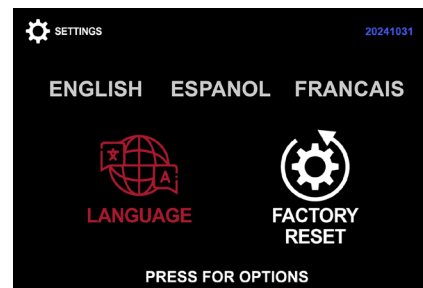 SETTINGS 20241031
ENGLISH ESPANOL FRANCAIS
A
LANGUAGE
FACTORY
RESET
PRESS FOR OPTIONS